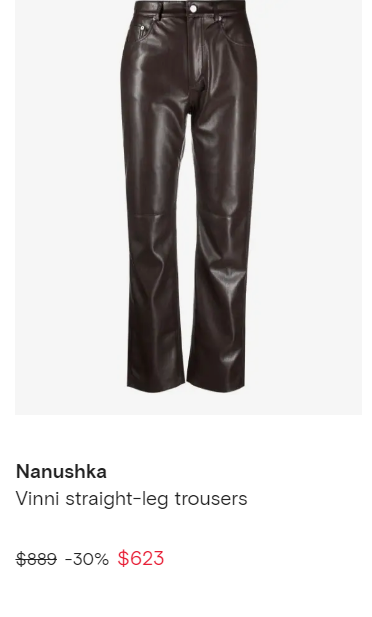 Nanushka
Vinni straight-leg trousers
$889 -30% $623